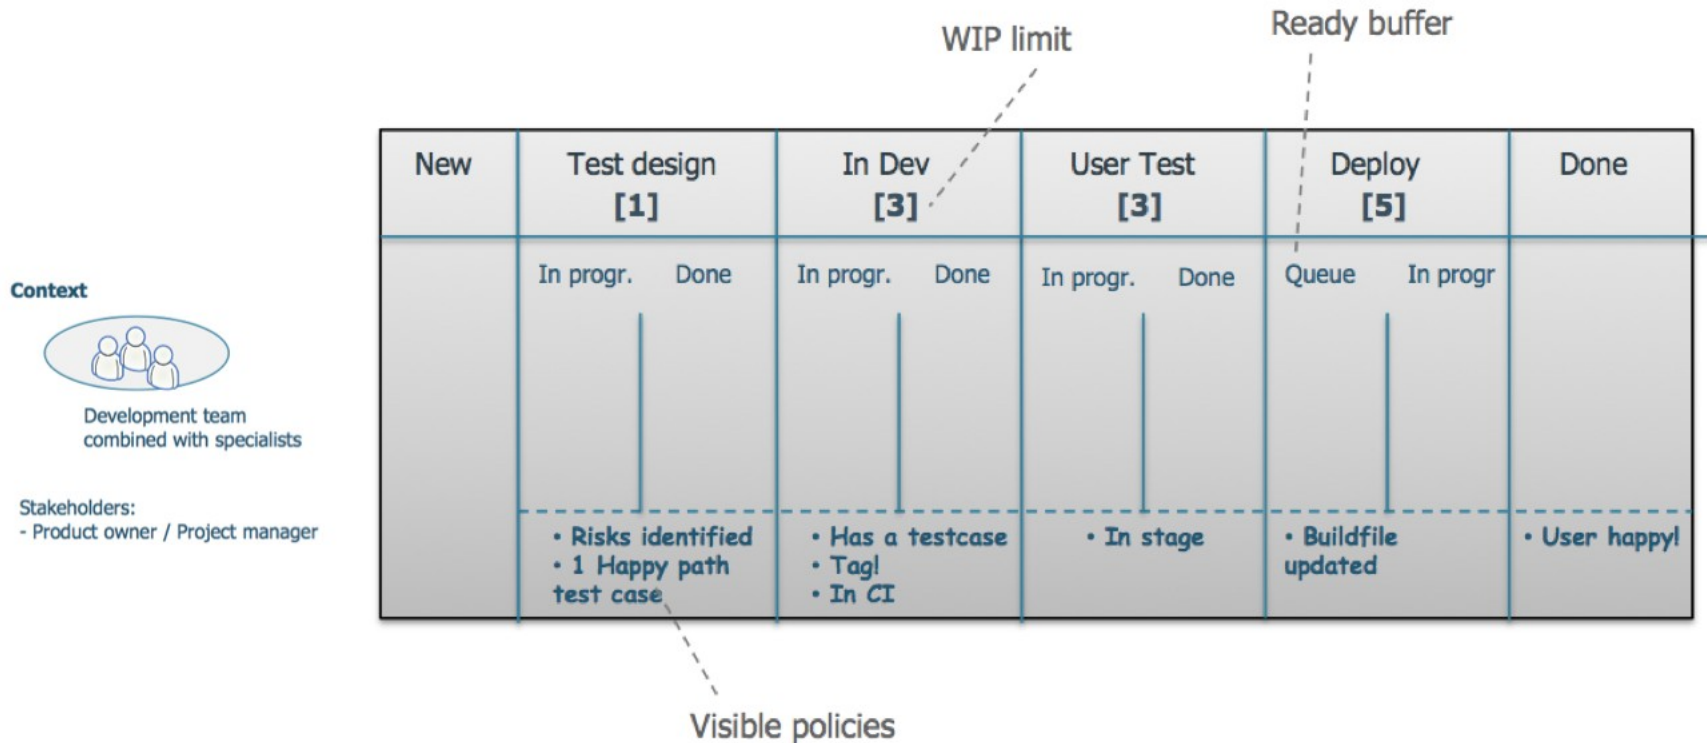 WIP limit
Ready buffer
New
Test design
[1]
In Dev
[3]
User Test
[3]
Deploy
[5]
Done
In progr.
Done
In progr.
Done
In progr.
Done
Queue
In progr
Context
Development team
combined with specialists
Stakeholders:
- Product owner / Project manager
• Risks identified
• 1 Happy path
test case
• Has a testcase
• Tag!
• In CI
• In stage
• Buildfile
updated
• User happy!
Visible policies